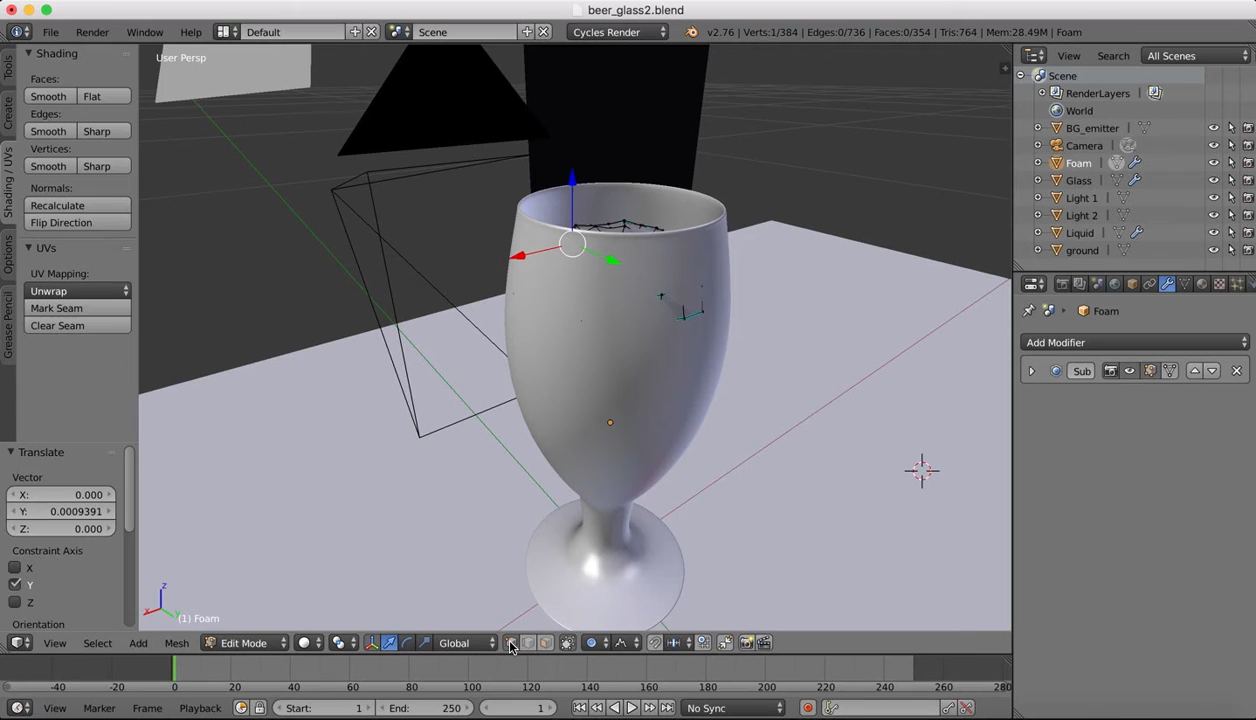 beer_glass2.blend
File Render Window Help Default Scene Cycles Render v2.76 | Verts:1/384 | Edges:0/736 | Faces:0/354 | Tris:764 | Mem:28.49M | Foam
Tools
Create
Shading / UVs
Options
Grease Pencil
Shading
Faces:
Smooth Flat
Edges:
Smooth Sharp
Vertices:
Smooth Sharp
Normals:
Recalculate
Flip Direction
UVs
UV Mapping:
Unwrap
Mark Seam
Clear Seam
Translate
Vector
X: 0.000
Y: 0.0009391
Z: 0.000
Constraint Axis
X
Y
Z
Orientation
User Persp
z
x
y
(1) Foam
View Select Add Mesh Edit Mode Global
-40 -20 0 20 40 60 80 100 120 140 160 180 200 220 240 260 280
View Marker Frame Playback Start: 1 End: 250 1 No Sync
View Search All Scenes
Scene
RenderLayers
World
BG_emitter
Camera
Foam
Glass
Light 1
Light 2
Liquid
ground
Foam
Add Modifier
Sub